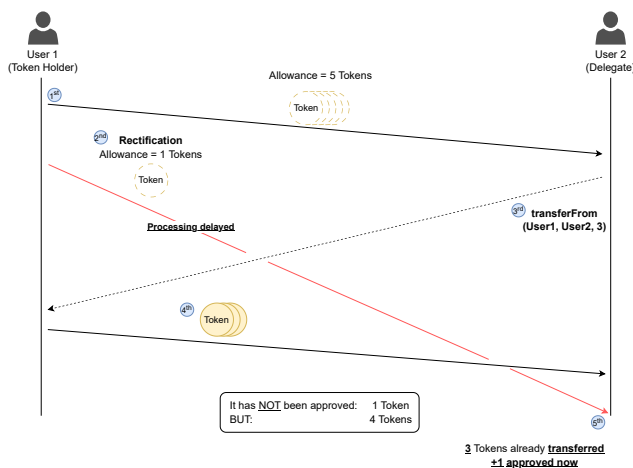 User 1
(Token Holder)
User 2
(Delegate)
Allowance = 5 Tokens
1st
Token
2nd Rectification
Allowance = 1 Tokens
Token
3rd transferFrom
(User1, User2, 3)
Processing delayed
4th
Token
It has NOT been approved: 1 Token
BUT: 4 Tokens
5th
3 Tokens already transferred
+1 approved now